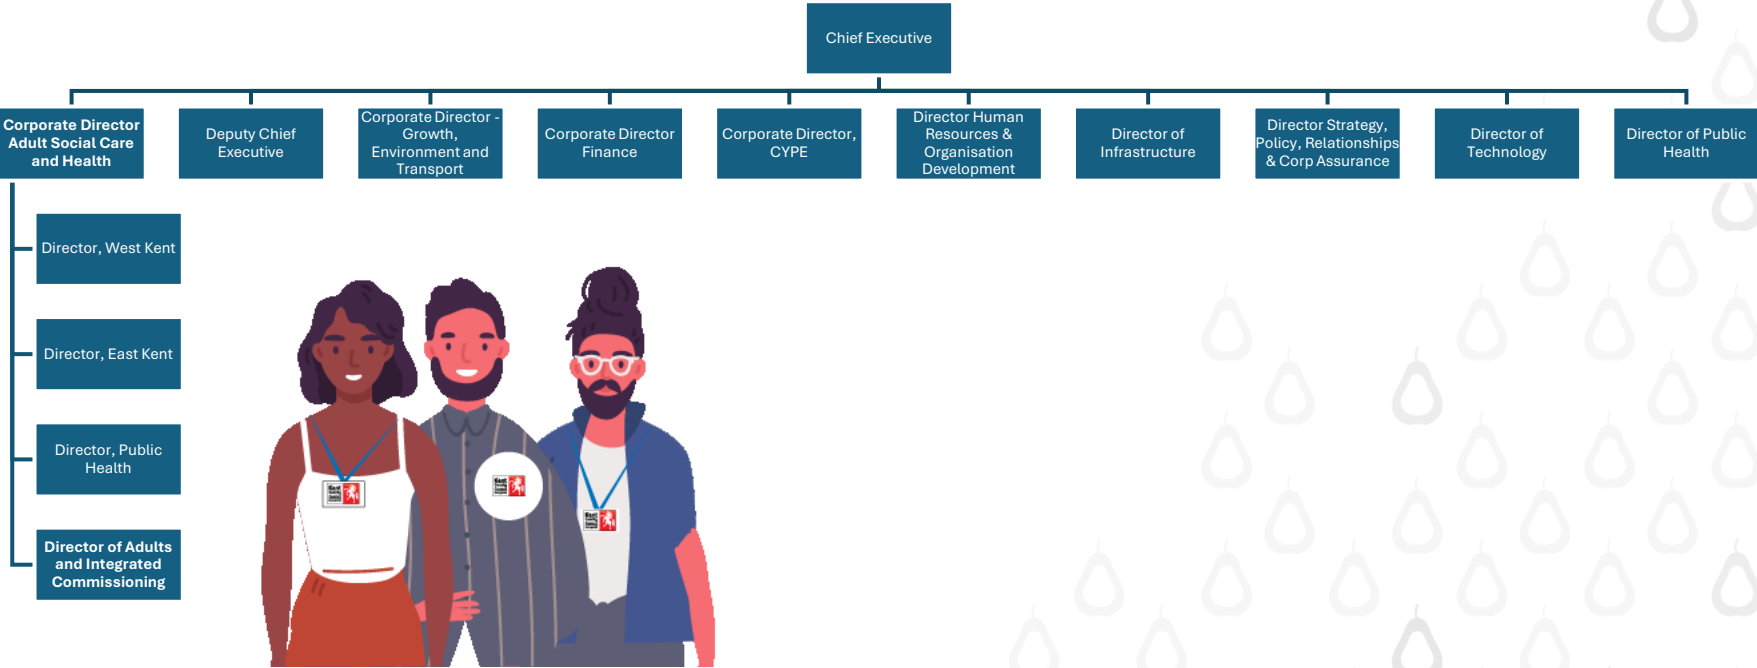 Chief Executive
Corporate Director
Adult Social Care
and Health
Deputy Chief
Executive
Corporate Director -
Growth,
Environment and
Transport
Corporate Director
Finance
Corporate Director,
CYPE
Director Human
Resources &
Organisation
Development
Director of
Infrastructure
Director Strategy,
Policy, Relationships
& Corp Assurance
Director of
Technology
Director of Public
Health
Director, West Kent
Director, East Kent
Director, Public
Health
Director of Adults
and Integrated
Commissioning